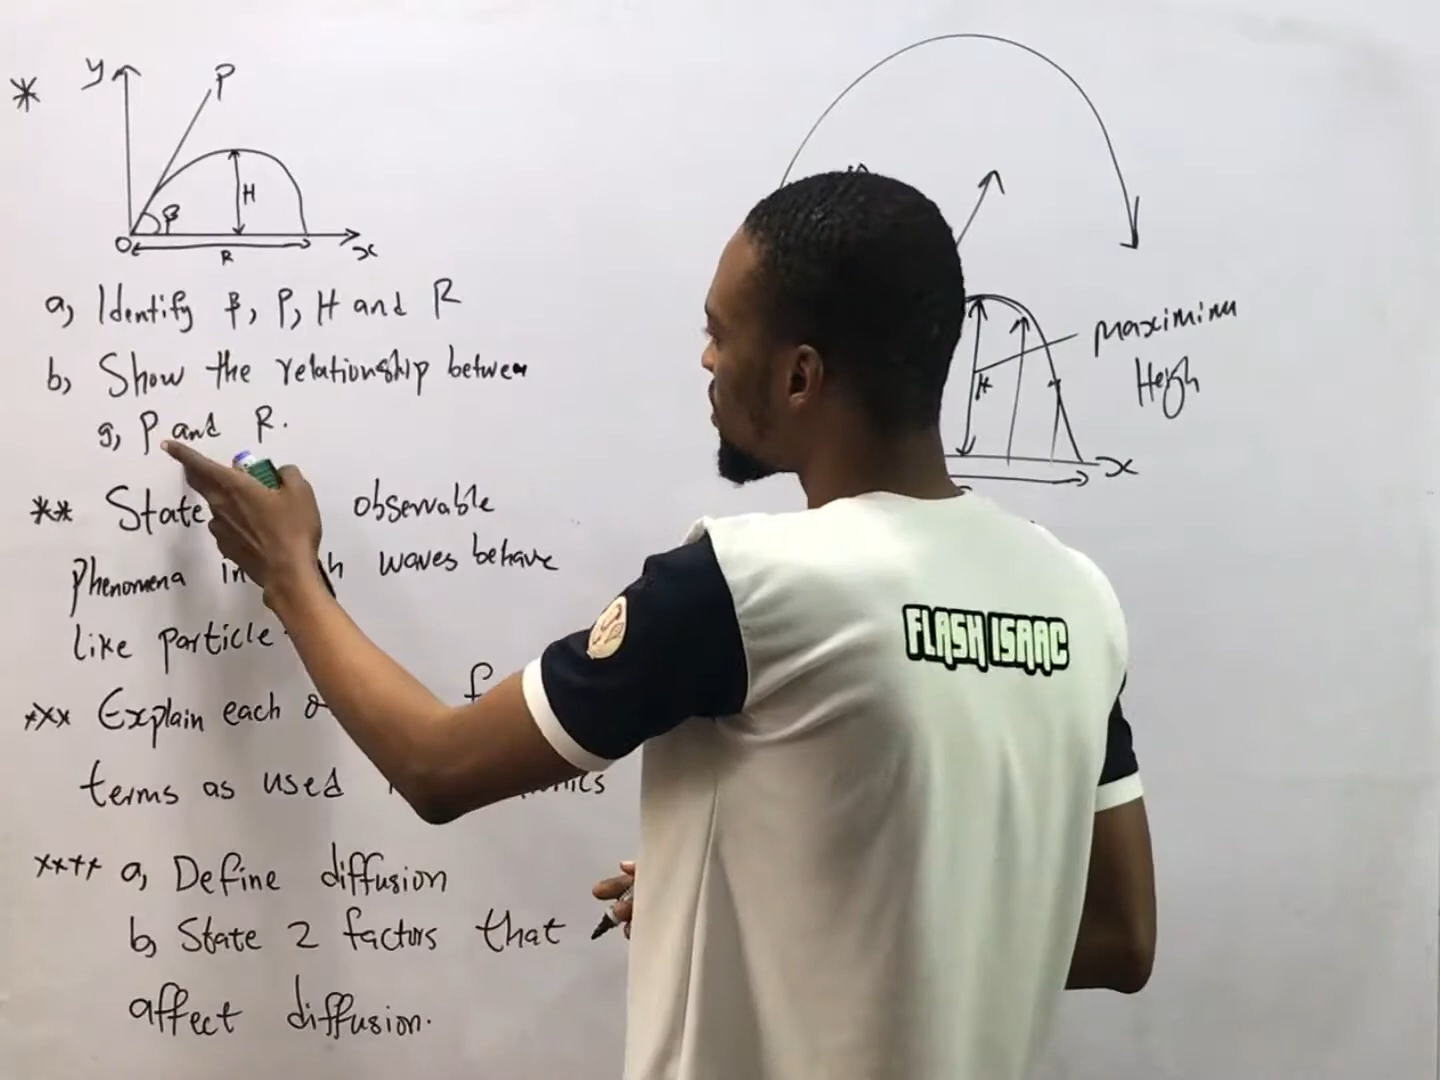 * y P
H
β
O R x
a, Identify β, P, H and R
b, Show the relationship between
g, P and R.
** State observable
Phenomena in waves behave
like particle.
*** Explain each
terms as used
**** a, Define diffusion
b, State 2 factors that
affect diffusion.
Maximum
Heigh
H
x
FLASH ISAAC